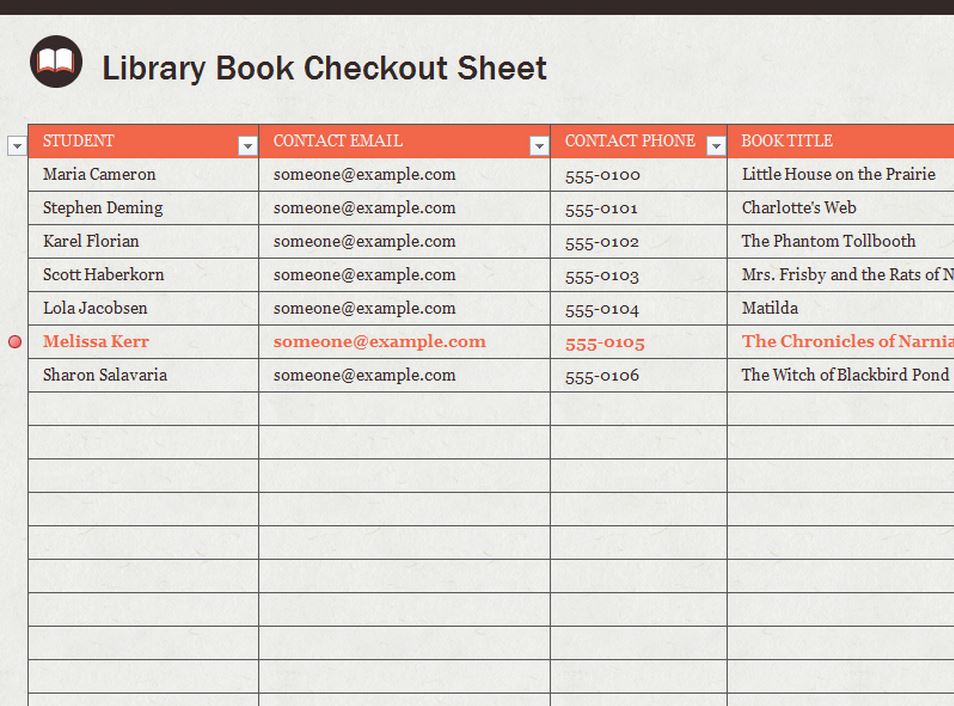 Library Book Checkout Sheet
STUDENT CONTACT EMAIL CONTACT PHONE BOOK TITLE
Maria Cameron someone@example.com 555-0100 Little House on the Prairie
Stephen Deming someone@example.com 555-0101 Charlotte's Web
Karel Florian someone@example.com 555-0102 The Phantom Tollbooth
Scott Haberkorn someone@example.com 555-0103 Mrs. Frisby and the Rats of N
Lola Jacobsen someone@example.com 555-0104 Matilda
Melissa Kerr someone@example.com 555-0105 The Chronicles of Narnia
Sharon Salavaria someone@example.com 555-0106 The Witch of Blackbird Pond